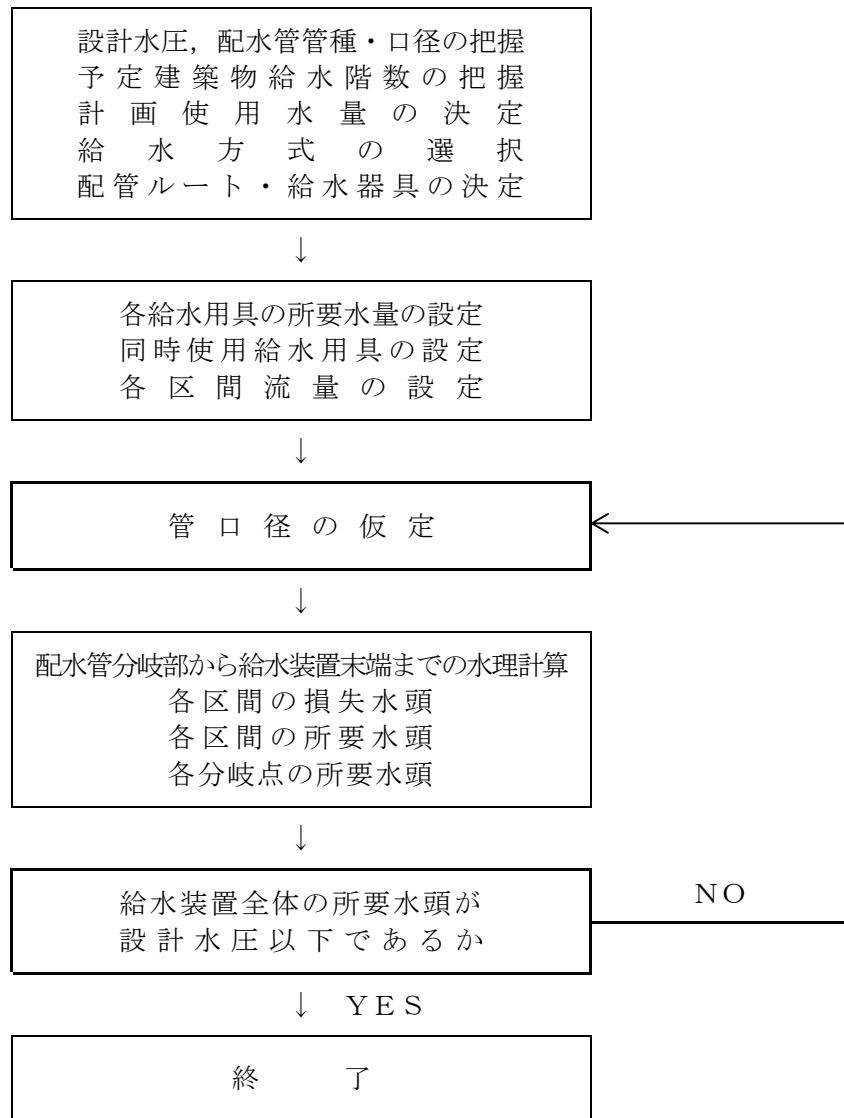 設計水圧，配水管管種・口径の把握
予定建築物給水階数の把握
計画使用水量の決定
給水方式の選択
配管ルート・給水器具の決定
↓
各給水用具の所要水量の設定
同時使用給水用具の設定
各区間流量の設定
↓
管口径の仮定
↓
配水管分岐部から給水装置末端までの水理計算
各区間の損失水頭
各区間の所要水頭
各分岐点の所要水頭
↓
給水装置全体の所要水頭が
設計水圧以下であるか
NO
↓ YES
終了